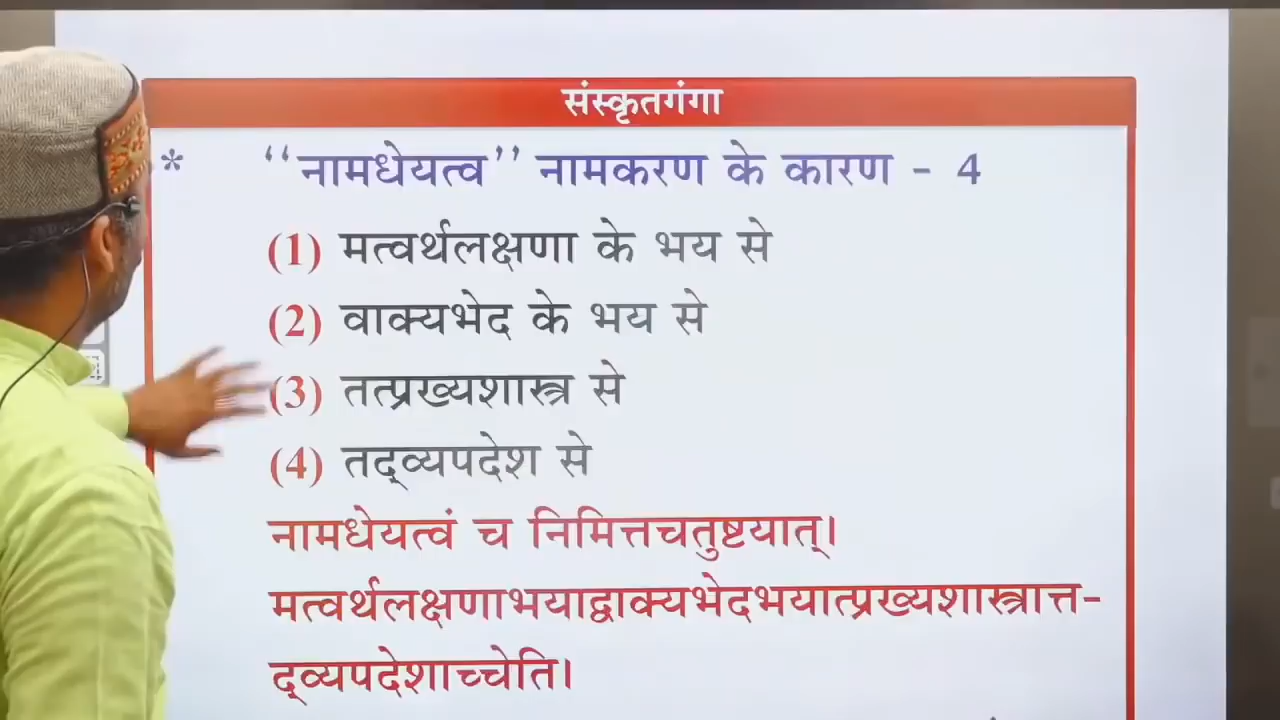 संस्कृतगंगा
* “नामधेयत्व” नामकरण के कारण - 4
(1) मत्वर्थलक्षणा के भय से
(2) वाक्यभेद के भय से
(3) तत्प्रख्यशास्त्र से
(4) तद्व्यपदेश से
नामधेयत्वं च निमित्तचतुष्टयात्।
मत्वर्थलक्षणाभयाद्वाक्यभेदभयात्प्रख्यशास्त्रात्त-
द्व्यपदेशाच्चेति।